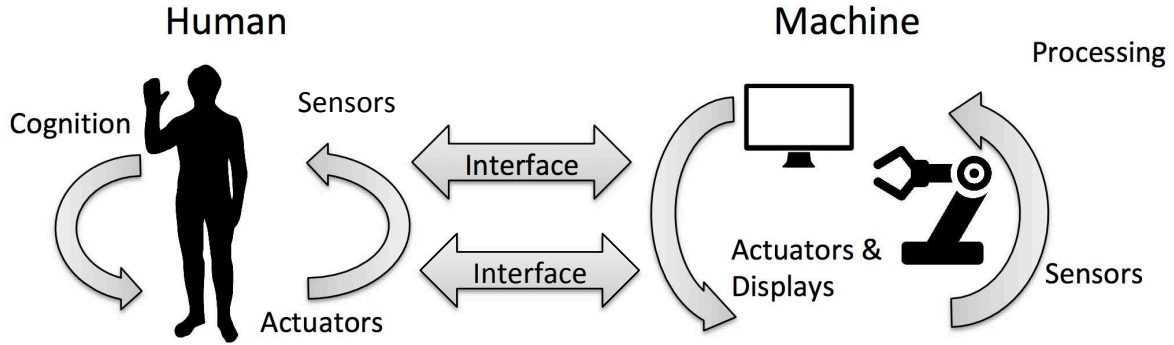 Human
Machine
Processing
Cognition
Sensors
Interface
Interface
Actuators &
Displays
Sensors
Actuators